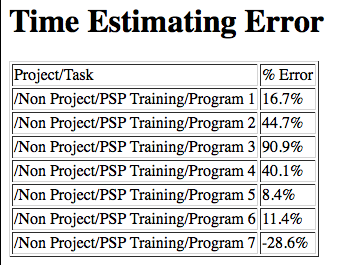 Time Estimating Error
Project/Task % Error
/Non Project/PSP Training/Program 1 16.7%
/Non Project/PSP Training/Program 2 44.7%
/Non Project/PSP Training/Program 3 90.9%
/Non Project/PSP Training/Program 4 40.1%
/Non Project/PSP Training/Program 5 8.4%
/Non Project/PSP Training/Program 6 11.4%
/Non Project/PSP Training/Program 7 -28.6%